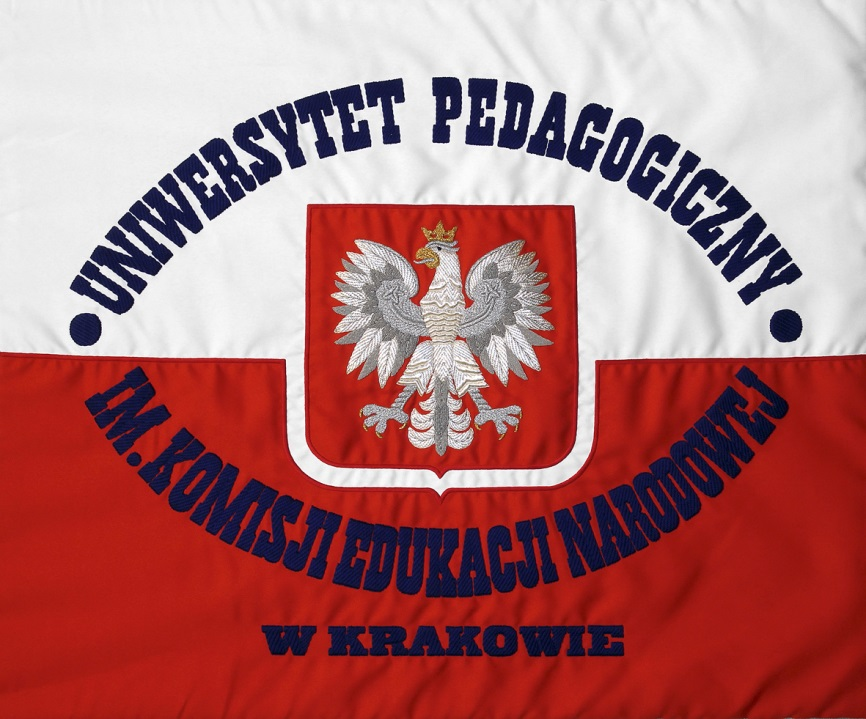 UNIWERSYTET PEDAGOGICZNY
IM. KOMISJI EDUKACJI NARODOWEJ
W KRAKOWIE